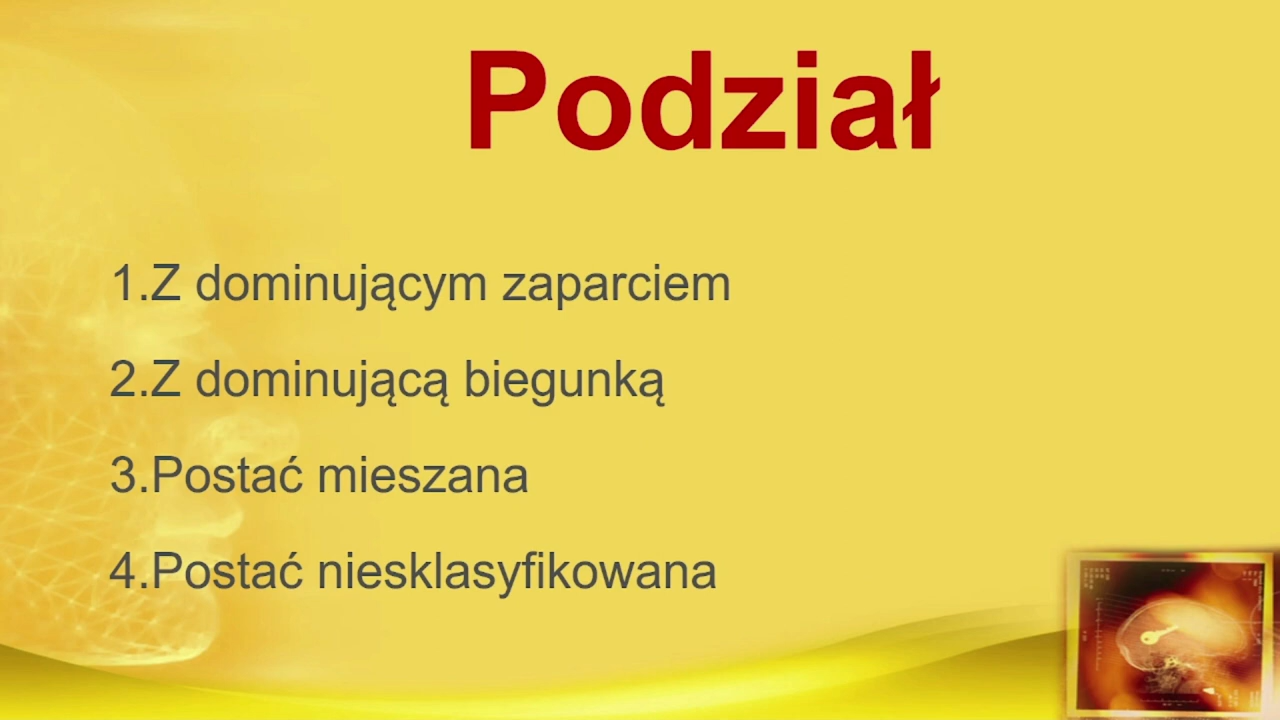 Podział
1.Z dominującym zaparciem
2.Z dominującą biegunką
3.Postać mieszana
4.Postać niesklasyfikowana